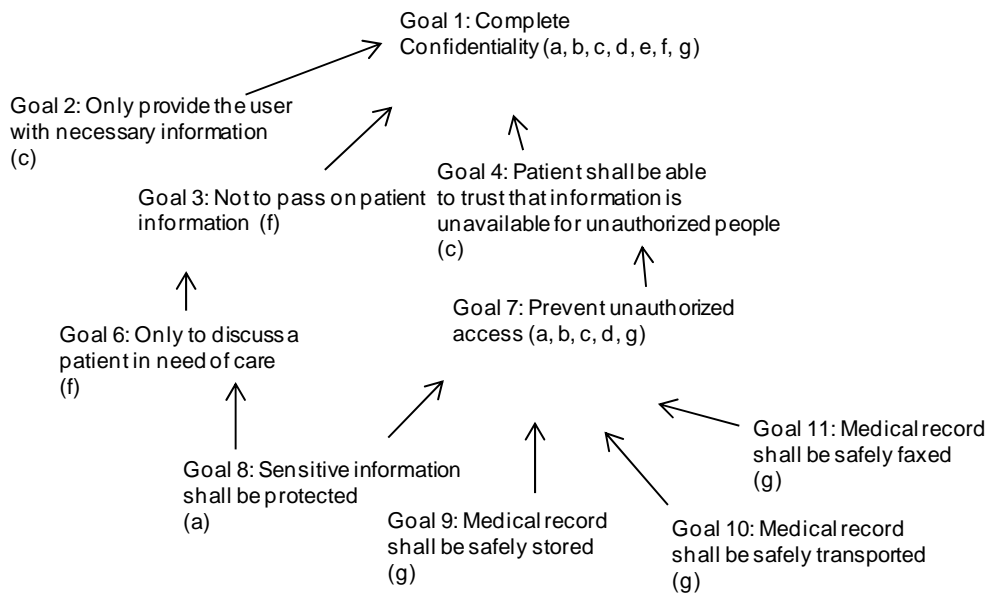 Goal 1: Complete
Confidentiality (a, b, c, d, e, f, g)
Goal 2: Only provide the user
with necessary information
(c)
Goal 3: Not to pass on patient
information (f)
Goal 4: Patient shall be able
to trust that information is
unavailable for unauthorized people
(c)
Goal 6: Only to discuss a
patient in need of care
(f)
Goal 7: Prevent unauthorized
access (a, b, c, d, g)
Goal 8: Sensitive information
shall be protected
(a)
Goal 9: Medical record
shall be safely stored
(g)
Goal 10: Medical record
shall be safely transported
(g)
Goal 11: Medical record
shall be safely faxed
(g)